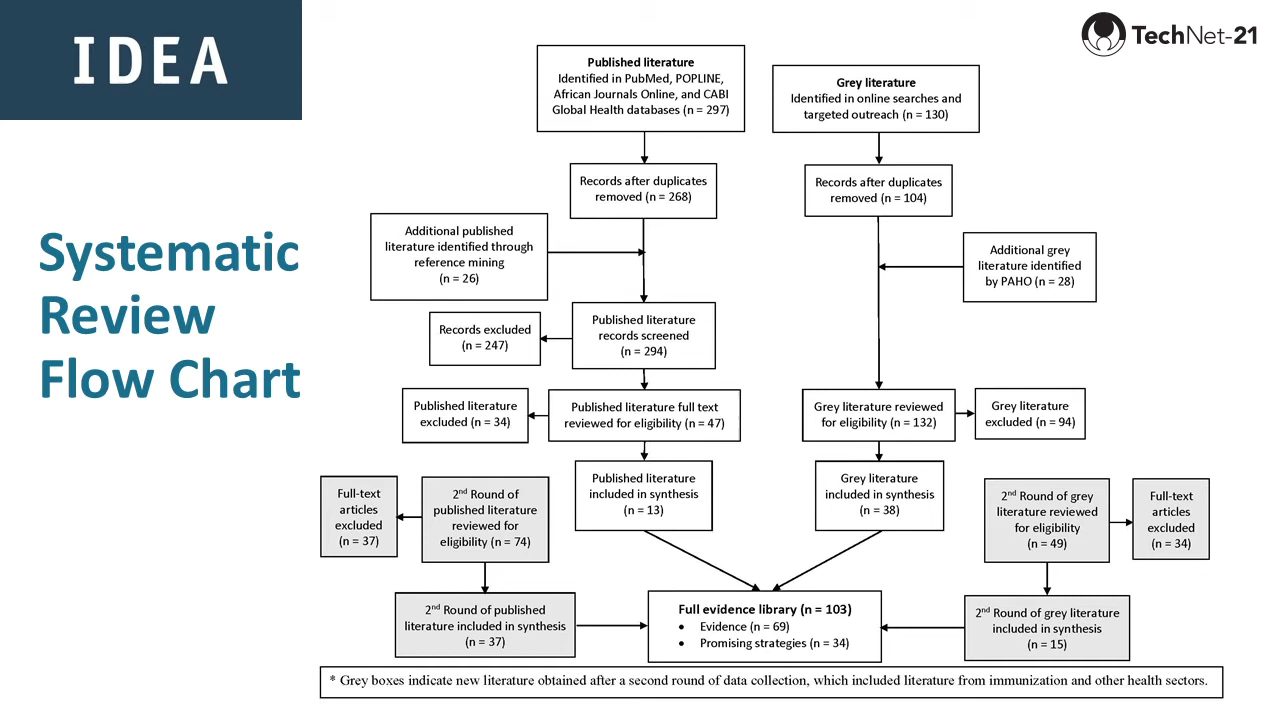 IDEA
TechNet-21
Systematic
Review
Flow Chart
Published literature
Identified in PubMed, POPLINE,
African Journals Online, and CABI
Global Health databases (n = 297)
Grey literature
Identified in online searches and
targeted outreach (n = 130)
Records after duplicates
removed (n = 268)
Records after duplicates
removed (n = 104)
Additional published
literature identified through
reference mining
(n = 26)
Additional grey
literature identified
by PAHO (n = 28)
Published literature
records screened
(n = 294)
Records excluded
(n = 247)
Published literature
excluded (n = 34)
Published literature full text
reviewed for eligibility (n = 47)
Grey literature reviewed
for eligibility (n = 132)
Grey literature
excluded (n = 94)
Published literature
included in synthesis
(n = 13)
Grey literature
included in synthesis
(n = 38)
Full-text
articles
excluded
(n = 37)
2nd Round of
published literature
reviewed for
eligibility (n = 74)
2nd Round of grey
literature reviewed
for eligibility
(n = 49)
Full-text
articles
excluded
(n = 34)
2nd Round of published
literature included in synthesis
(n = 37)
Full evidence library (n = 103)
• Evidence (n = 69)
• Promising strategies (n = 34)
2nd Round of grey literature
included in synthesis
(n = 15)
* Grey boxes indicate new literature obtained after a second round of data collection, which included literature from immunization and other health sectors.